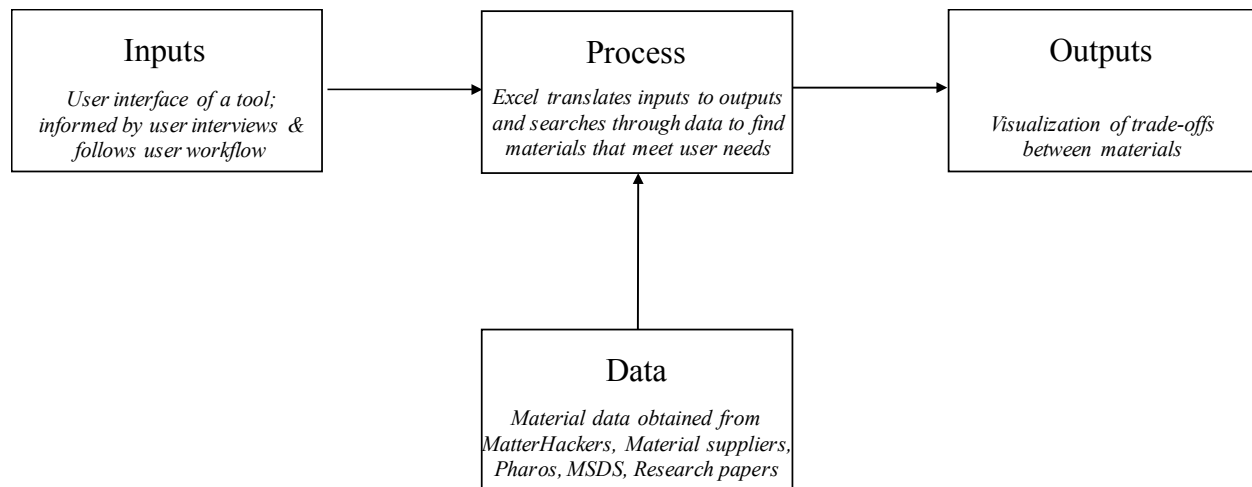 Inputs
User interface of a tool;
informed by user interviews &
follows user workflow
Process
Excel translates inputs to outputs
and searches through data to find
materials that meet user needs
Outputs
Visualization of trade-offs
between materials
Data
Material data obtained from
MatterHackers, Material suppliers,
Pharos, MSDS, Research papers